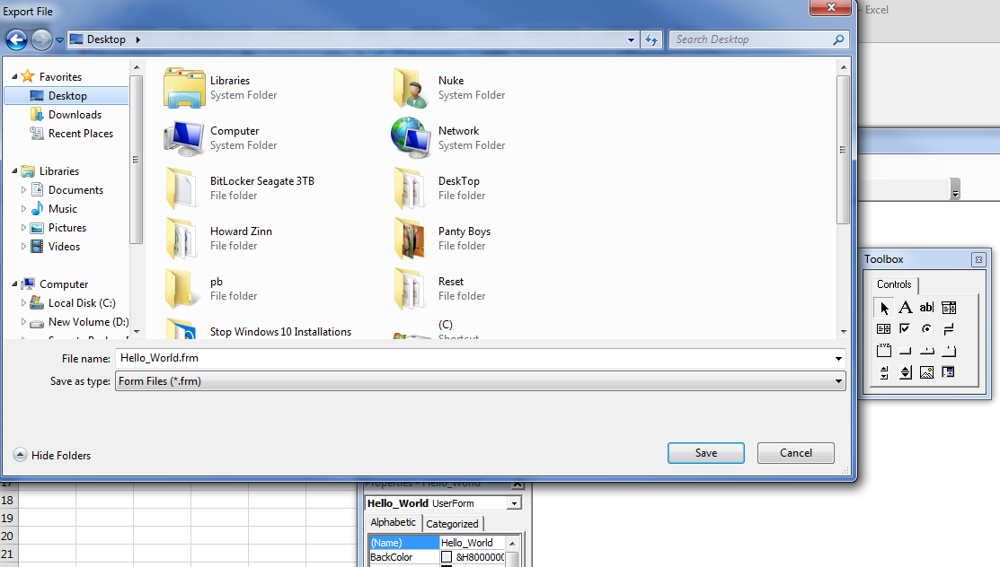 Export File
- Excel
Desktop
Search Desktop
Favorites
Desktop
Downloads
Recent Places
Libraries
Documents
Music
Pictures
Videos
Computer
Local Disk (C:)
New Volume (D:)
Libraries
System Folder
Nuke
System Folder
Computer
System Folder
Network
System Folder
BitLocker Seagate 3TB
File folder
DeskTop
File folder
Howard Zinn
File folder
Panty Boys
File folder
pb
File folder
Reset
File folder
Stop Windows 10 Installations
(C)
Shortcut
File name: Hello_World.frm
Save as type: Form Files (*.frm)
Hide Folders
Save
Cancel
Toolbox
Controls
A
abl
XYZ
17
18
19
20
21
Properties - Hello_World
Hello_World UserForm
Alphabetic
Categorized
(Name) Hello_World
BackColor &H8000000